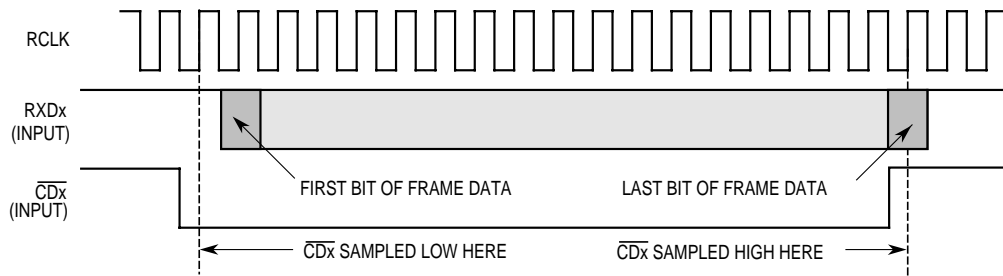 RCLK
RXDx
(INPUT)
FIRST BIT OF FRAME DATA
LAST BIT OF FRAME DATA
CDx
(INPUT)
CDx SAMPLED LOW HERE
CDx SAMPLED HIGH HERE